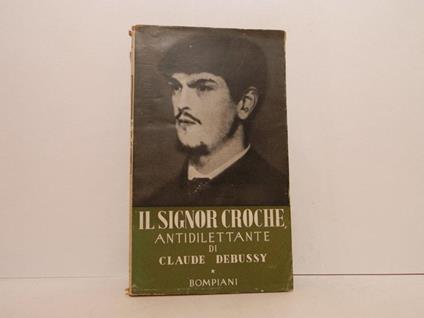 IL SIGNOR CROCHE,
ANTIDILETTANTE
DI
CLAUDE DEBUSSY
*
BOMPIANI